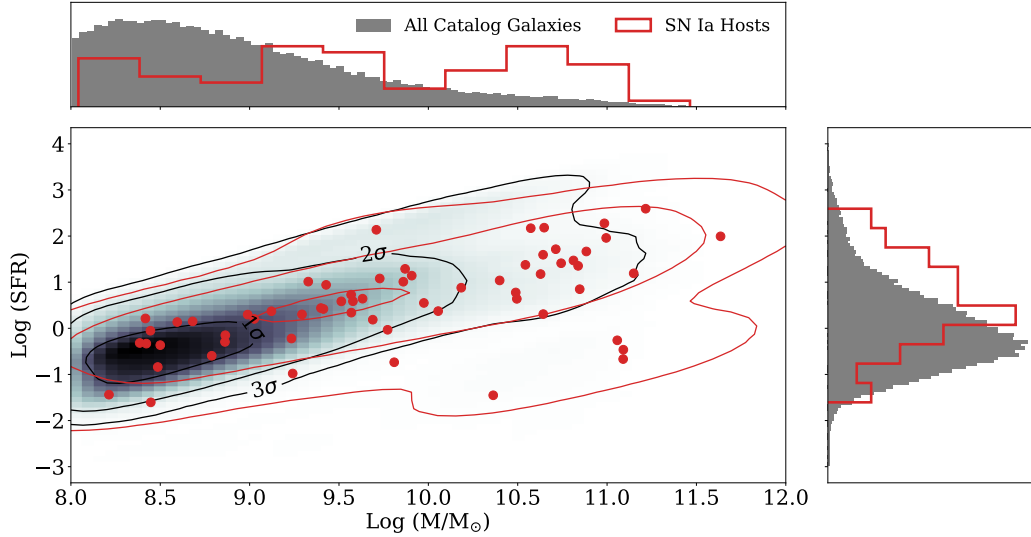 All Catalog Galaxies
SN Ia Hosts
4
3
2
1
0
−1
−2
−3
Log (SFR)
2σ
1σ
3σ
8.0 8.5 9.0 9.5 10.0 10.5 11.0 11.5 12.0
Log (M/M☉)